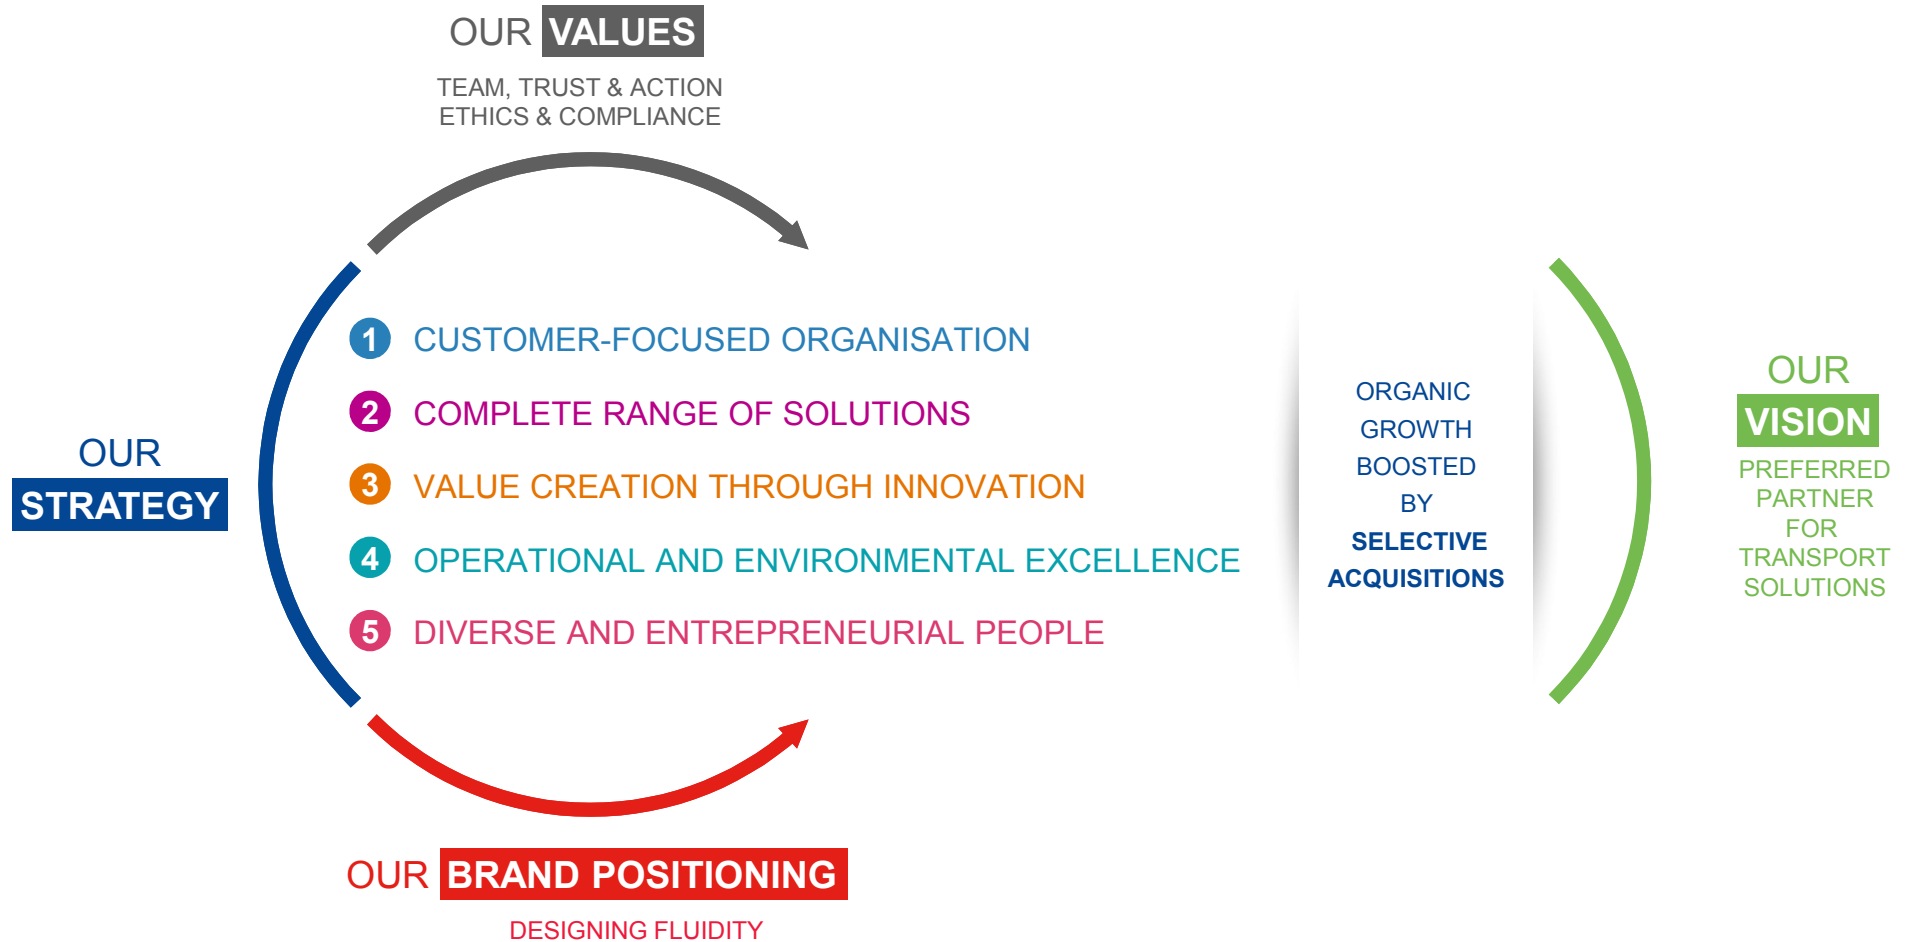 OUR VALUES
TEAM, TRUST & ACTION
ETHICS & COMPLIANCE
OUR
STRATEGY
1 CUSTOMER-FOCUSED ORGANISATION
2 COMPLETE RANGE OF SOLUTIONS
3 VALUE CREATION THROUGH INNOVATION
4 OPERATIONAL AND ENVIRONMENTAL EXCELLENCE
5 DIVERSE AND ENTREPRENEURIAL PEOPLE
ORGANIC
GROWTH
BOOSTED
BY
SELECTIVE
ACQUISITIONS
OUR
VISION
PREFERRED
PARTNER
FOR
TRANSPORT
SOLUTIONS
OUR BRAND POSITIONING
DESIGNING FLUIDITY